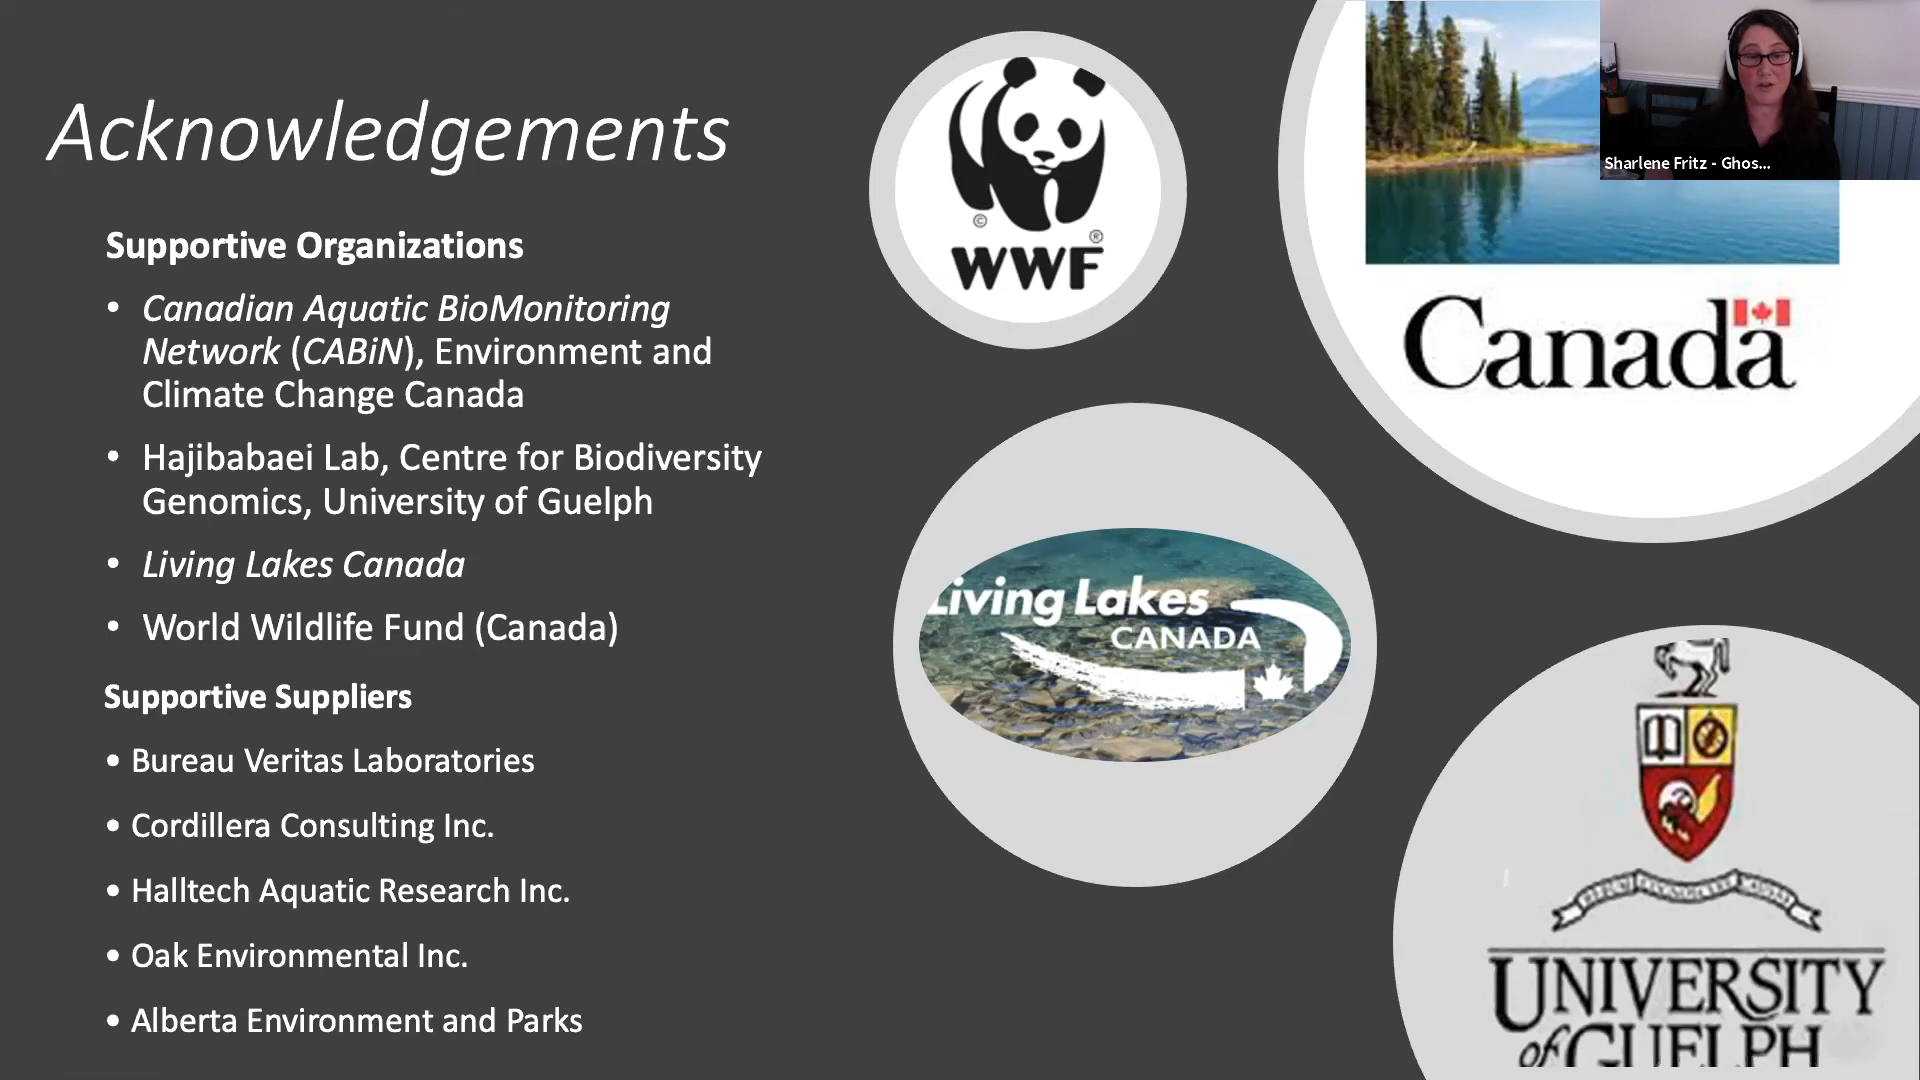 Acknowledgements
Supportive Organizations
• Canadian Aquatic BioMonitoring
Network (CABiN), Environment and
Climate Change Canada
• Hajibabaei Lab, Centre for Biodiversity
Genomics, University of Guelph
• Living Lakes Canada
• World Wildlife Fund (Canada)
Supportive Suppliers
• Bureau Veritas Laboratories
• Cordillera Consulting Inc.
• Halltech Aquatic Research Inc.
• Oak Environmental Inc.
• Alberta Environment and Parks
©
®
WWF
Sharlene Fritz - Ghos...
Canada
Living Lakes
CANADA
UNIVERSITY
of GUELPH